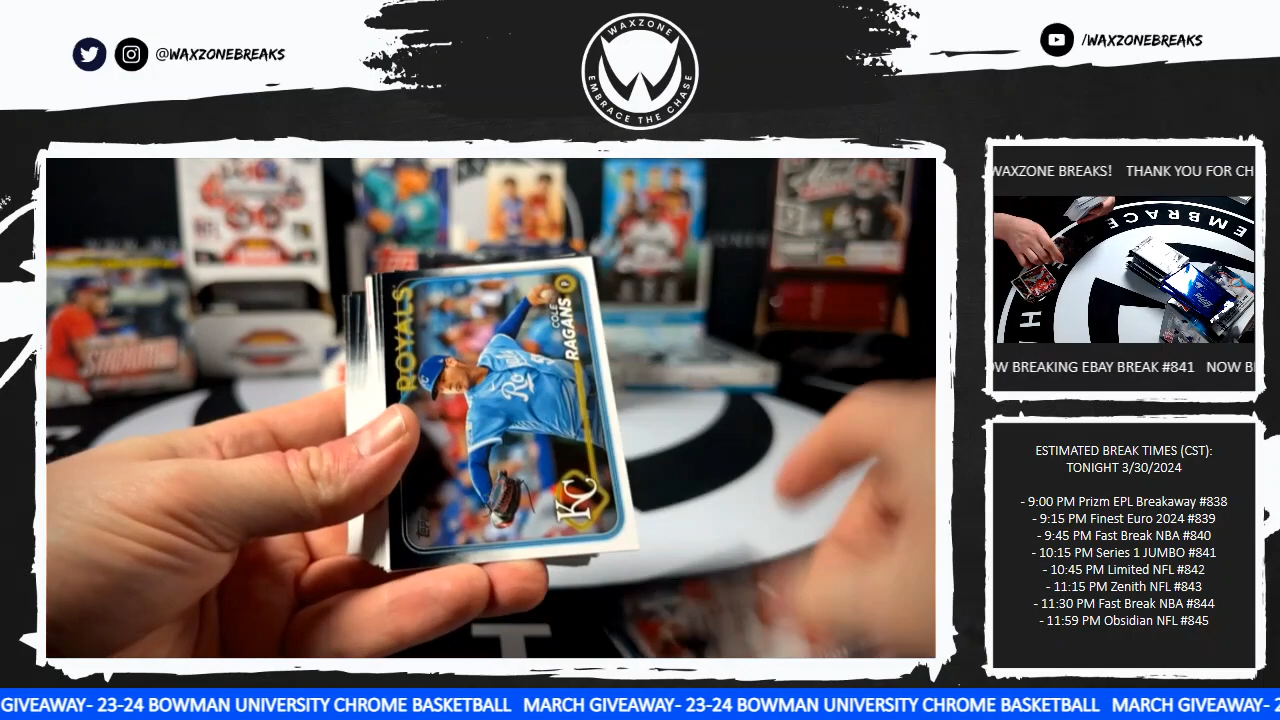 @WAXZONEBREAKS
WAXZONE
EMBRACE THE CHASE
/WAXZONEBREAKS
ROYALS
COLE
RAGANS
P
Royals
KC
TOPPS
WAXZONE BREAKS! THANK YOU FOR CH
EMBRACE
H
W BREAKING EBAY BREAK #841 NOW B
ESTIMATED BREAK TIMES (CST):
TONIGHT 3/30/2024
- 9:00 PM Prizm EPL Breakaway #838
- 9:15 PM Finest Euro 2024 #839
- 9:45 PM Fast Break NBA #840
- 10:15 PM Series 1 JUMBO #841
- 10:45 PM Limited NFL #842
- 11:15 PM Zenith NFL #843
- 11:30 PM Fast Break NBA #844
- 11:59 PM Obsidian NFL #845
GIVEAWAY- 23-24 BOWMAN UNIVERSITY CHROME BASKETBALL MARCH GIVEAWAY- 23-24 BOWMAN UNIVERSITY CHROME BASKETBALL MARCH GIVEAWAY- 2